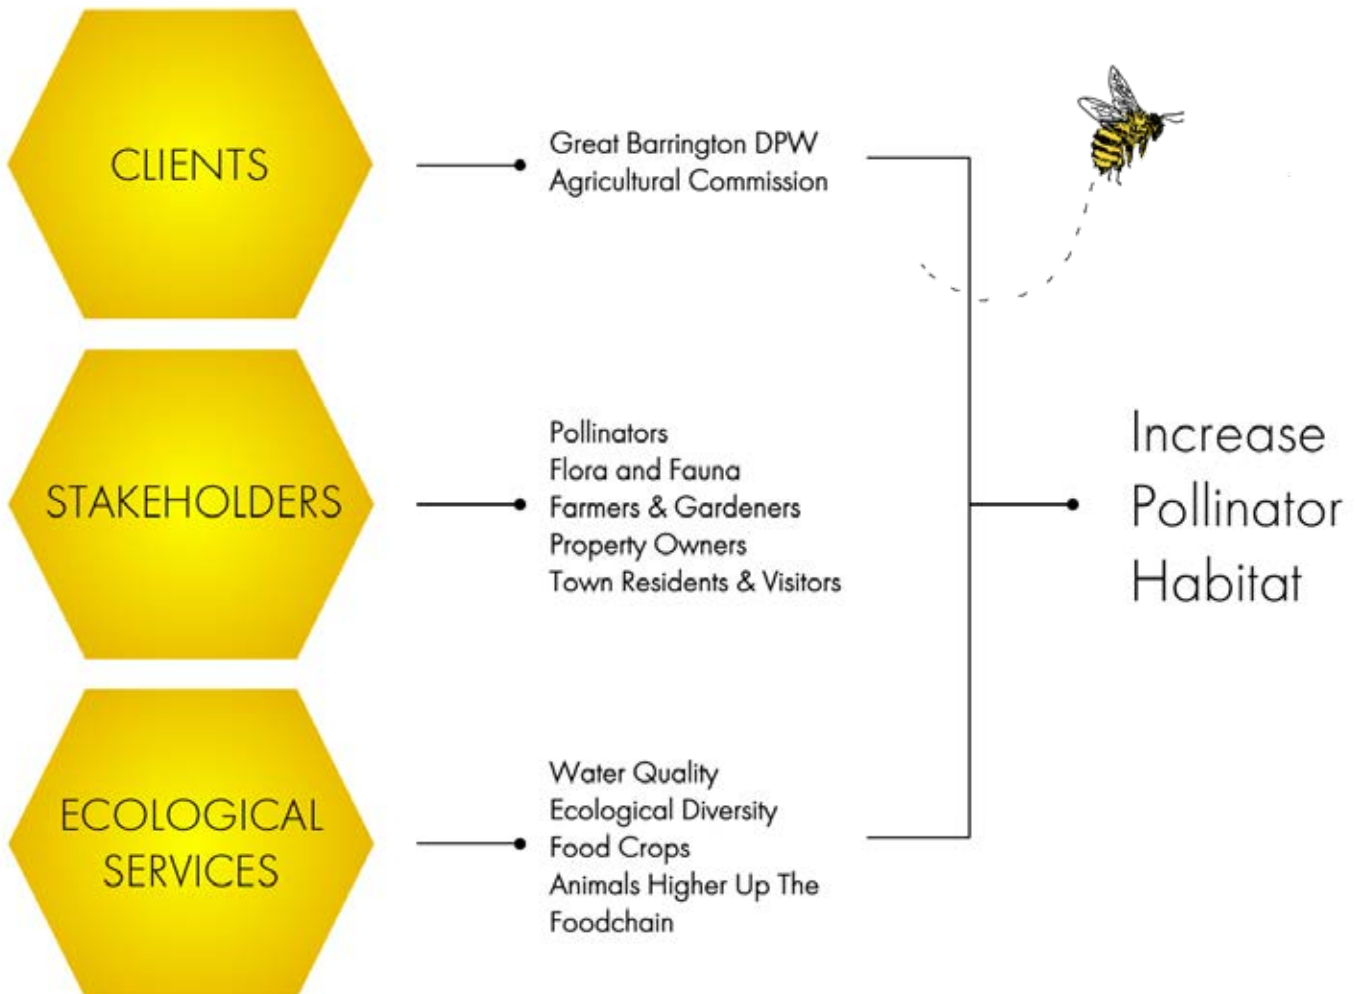 CLIENTS
Great Barrington DPW
Agricultural Commission
STAKEHOLDERS
Pollinators
Flora and Fauna
Farmers & Gardeners
Property Owners
Town Residents & Visitors
ECOLOGICAL
SERVICES
Water Quality
Ecological Diversity
Food Crops
Animals Higher Up The
Foodchain
Increase
Pollinator
Habitat